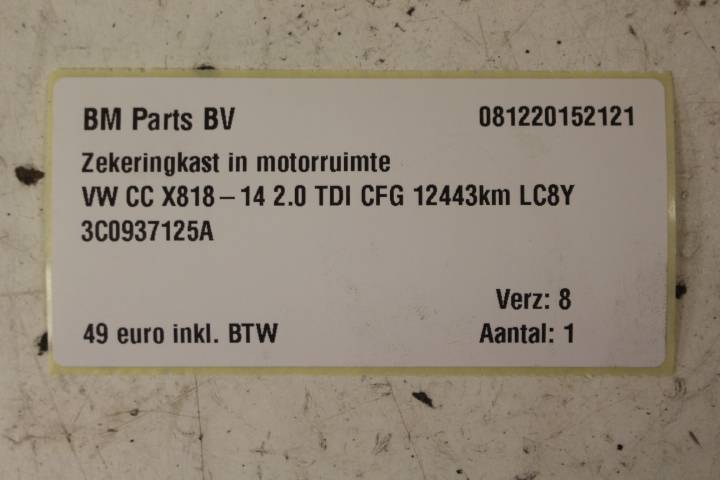 BM Parts BV 081220152121
Zekeringkast in motorruimte
VW CC X818 – 14 2.0 TDI CFG 12443km LC8Y
3C0937125A
Verz: 8
49 euro inkl. BTW Aantal: 1